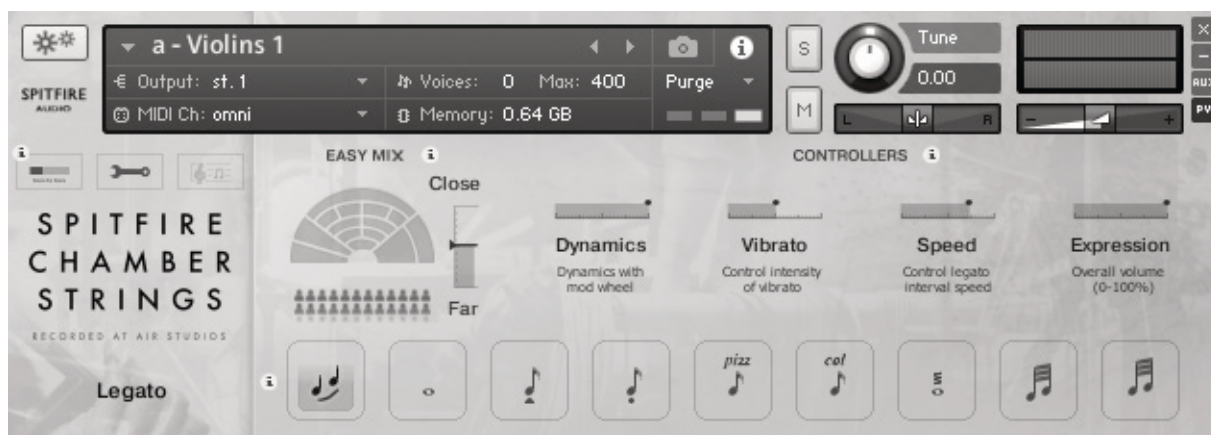 a - Violins 1
Output: st. 1
Voices: 0 Max: 400
Purge
MIDI Ch: omni
Memory: 0.64 GB
S
M
Tune
0.00
L R
- +
×
-
AUX
PV
SPITFIRE
AUDIO
EASY MIX
Close
Far
CONTROLLERS
Dynamics
Dynamics with
mod wheel
Vibrato
Control intensity
of vibrato
Speed
Control legato
interval speed
Expression
Overall volume
(0-100%)
SPITFIRE
CHAMBER
STRINGS
RECORDED AT AIR STUDIOS
Legato
pizz
col